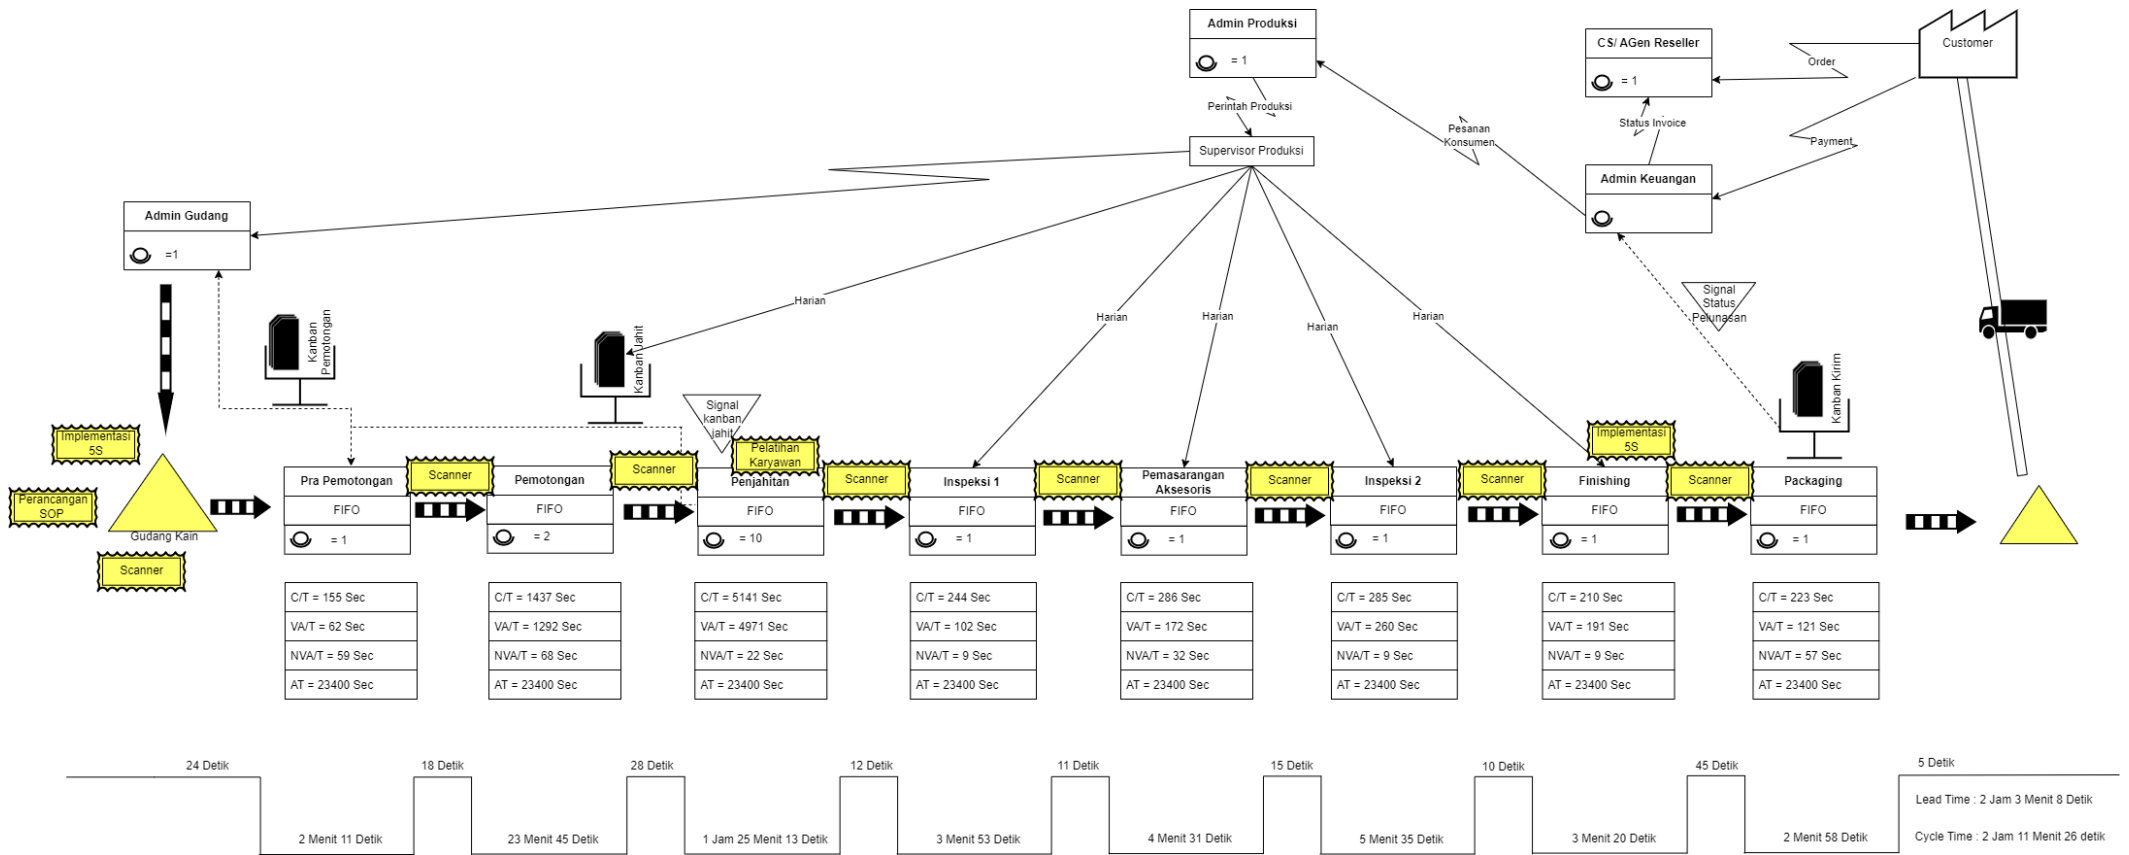 Admin Produksi
= 1
CS/ AGen Reseller
= 1
Customer
Order
Perintah Produksi
Pesanan
Konsumen
Status Invoice
Payment
Supervisor Produksi
Admin Keuangan
Admin Gudang
=1
Harian
Harian
Harian
Harian
Harian
Signal
Status
Pelunasan
Kanban
Pemotongan
Kanban Jahit
Kanban Kirim
Signal
kanban
jahit
Implementasi
5S
Perancangan
SOP
Gudang Kain
Scanner
Pra Pemotongan
FIFO
= 1
Scanner
Pemotongan
FIFO
= 2
Scanner
Pelatihan
Karyawan
Penjahitan
FIFO
= 10
Scanner
Inspeksi 1
FIFO
= 1
Scanner
Pemasarangan
Aksesoris
FIFO
= 1
Scanner
Inspeksi 2
FIFO
= 1
Scanner
Implementasi
5S
Finishing
FIFO
= 1
Scanner
Packaging
FIFO
= 1
C/T = 155 Sec
VA/T = 62 Sec
NVA/T = 59 Sec
AT = 23400 Sec
C/T = 1437 Sec
VA/T = 1292 Sec
NVA/T = 68 Sec
AT = 23400 Sec
C/T = 5141 Sec
VA/T = 4971 Sec
NVA/T = 22 Sec
AT = 23400 Sec
C/T = 244 Sec
VA/T = 102 Sec
NVA/T = 9 Sec
AT = 23400 Sec
C/T = 286 Sec
VA/T = 172 Sec
NVA/T = 32 Sec
AT = 23400 Sec
C/T = 285 Sec
VA/T = 260 Sec
NVA/T = 9 Sec
AT = 23400 Sec
C/T = 210 Sec
VA/T = 191 Sec
NVA/T = 9 Sec
AT = 23400 Sec
C/T = 223 Sec
VA/T = 121 Sec
NVA/T = 57 Sec
AT = 23400 Sec
24 Detik
18 Detik
28 Detik
12 Detik
11 Detik
15 Detik
10 Detik
45 Detik
5 Detik
2 Menit 11 Detik
23 Menit 45 Detik
1 Jam 25 Menit 13 Detik
3 Menit 53 Detik
4 Menit 31 Detik
5 Menit 35 Detik
3 Menit 20 Detik
2 Menit 58 Detik
Lead Time : 2 Jam 3 Menit 8 Detik
Cycle Time : 2 Jam 11 Menit 26 detik